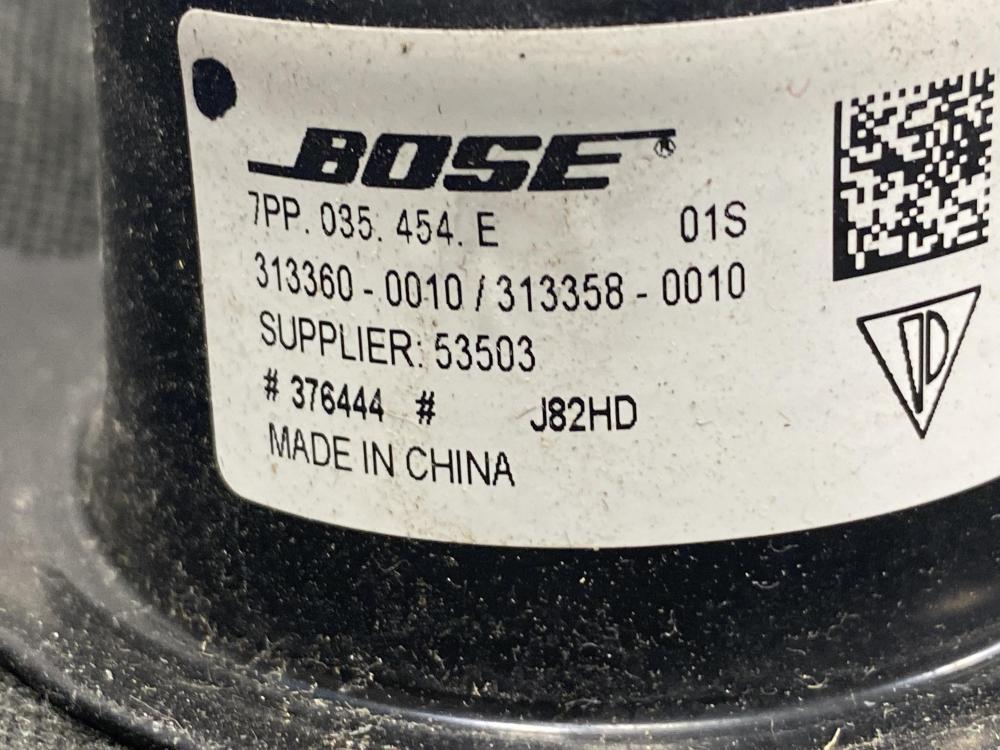 BOSE®
7PP. 035. 454. E 01S
313360 - 0010 / 313358 - 0010
SUPPLIER: 53503
# 376444 # J82HD
MADE IN CHINA